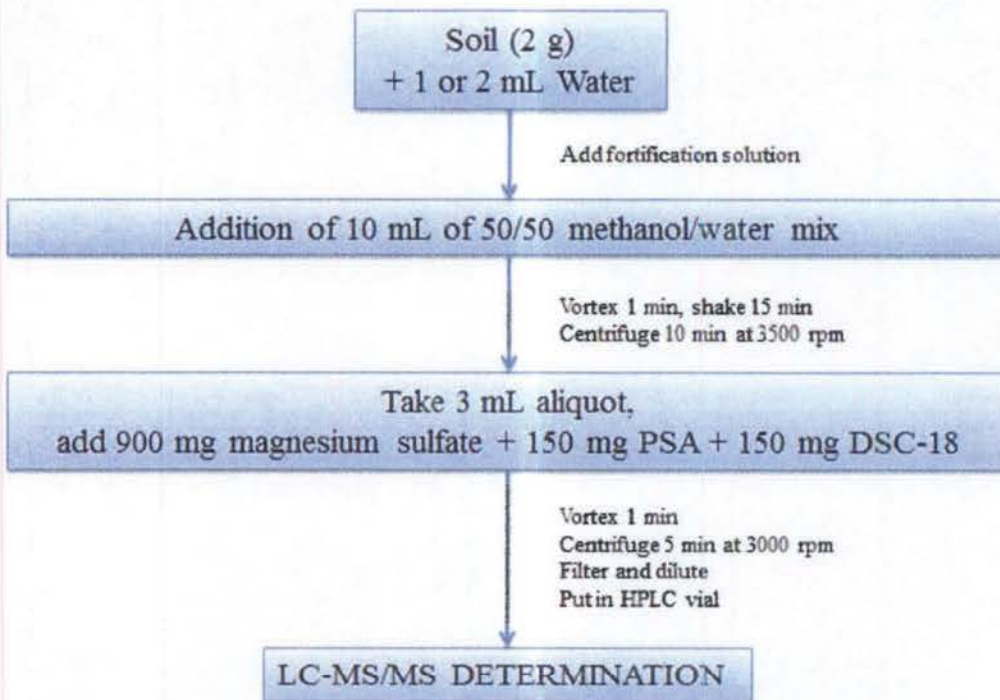 Soil (2 g)
+ 1 or 2 mL Water
Add fortification solution
Addition of 10 mL of 50/50 methanol/water mix
Vortex 1 min, shake 15 min
Centrifuge 10 min at 3500 rpm
Take 3 mL aliquot,
add 900 mg magnesium sulfate + 150 mg PSA + 150 mg DSC-18
Vortex 1 min
Centrifuge 5 min at 3000 rpm
Filter and dilute
Put in HPLC vial
LC-MS/MS DETERMINATION